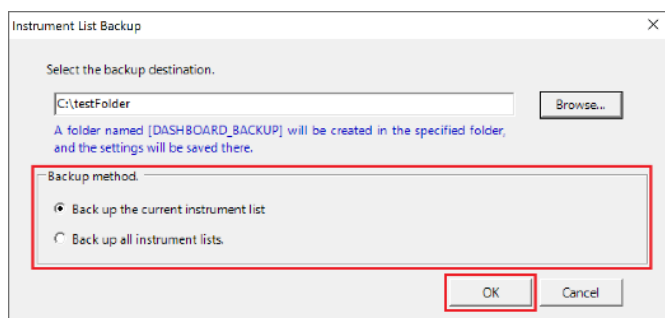 Instrument List Backup
Select the backup destination.
C:\testFolder
Browse...
A folder named [DASHBOARD_BACKUP] will be created in the specified folder,
and the settings will be saved there.
Backup method.
Back up the current instrument list
Back up all instrument lists.
OK
Cancel